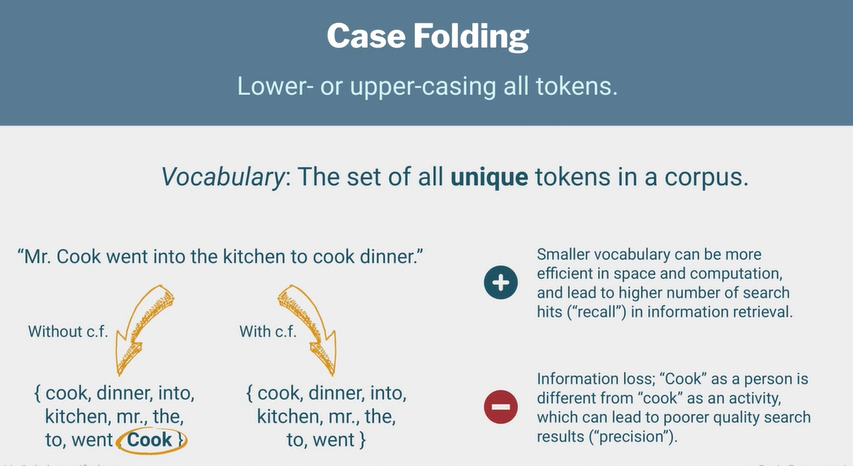 Case Folding
Lower- or upper-casing all tokens.
Vocabulary: The set of all unique tokens in a corpus.
“Mr. Cook went into the kitchen to cook dinner.”
Without c.f.
With c.f.
{ cook, dinner, into,
kitchen, mr., the,
to, went, Cook }
{ cook, dinner, into,
kitchen, mr., the,
to, went }
Smaller vocabulary can be more
efficient in space and computation,
and lead to higher number of search
hits (“recall”) in information retrieval.
Information loss; “Cook” as a person is
different from “cook” as an activity,
which can lead to poorer quality search
results (“precision”).